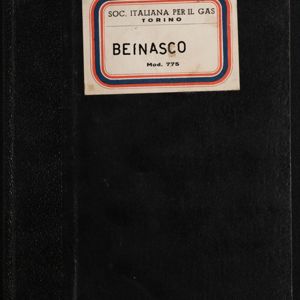 SOC. ITALIANA PER IL GAS
TORINO
BEINASCO
Mod. 775